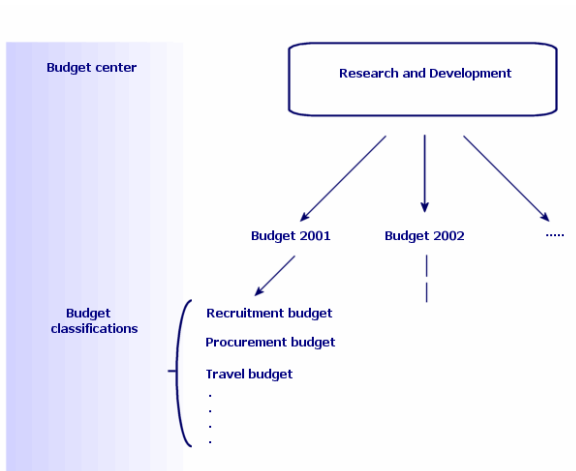 Budget center
Research and Development
Budget 2001
Budget 2002
.....
Budget
classifications
Recruitment budget
Procurement budget
Travel budget
.
.
.
.